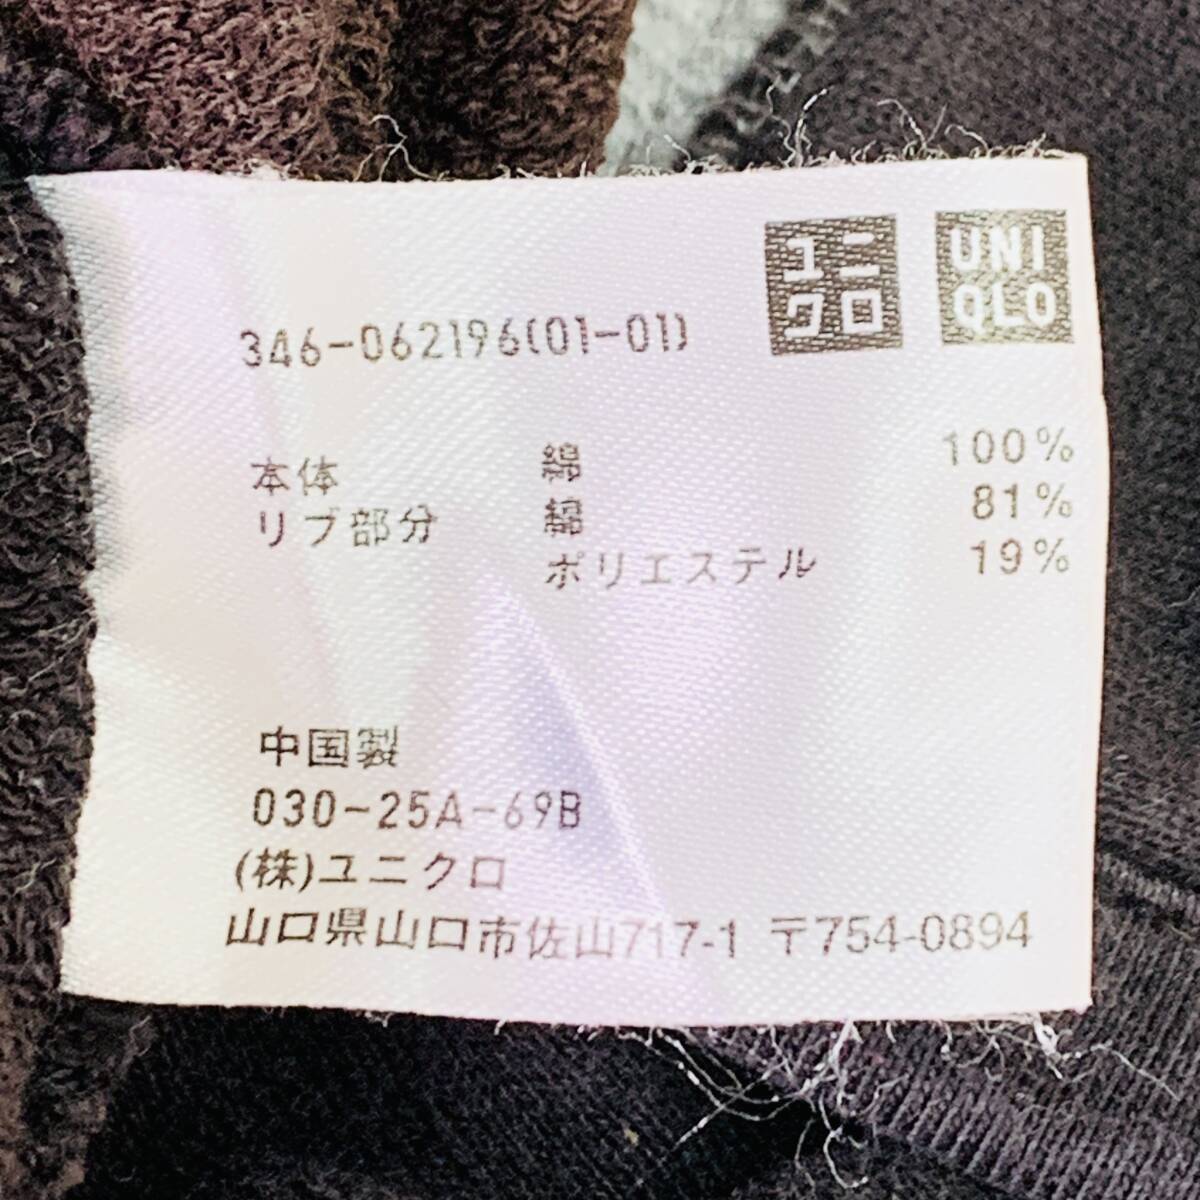 ユニ
クロ
UNI
QLO
346-062196(01-01)
本体 綿 100%
リブ部分 綿 81%
ポリエステル 19%
中国製
030-25A-69B
(株)ユニクロ
山口県山口市佐山717-1 〒754-0894